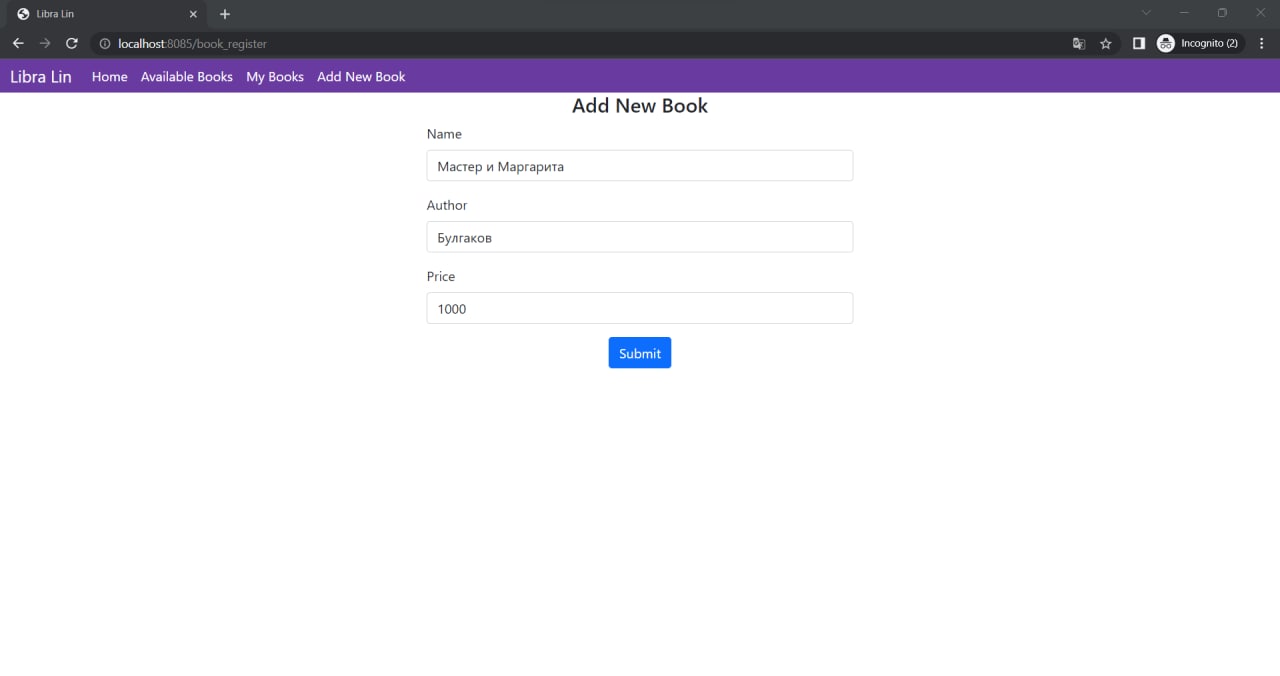 Libra Lin
localhost:8085/book_register
Incognito (2)
Libra Lin Home Available Books My Books Add New Book
Add New Book
Name
Мастер и Маргарита
Author
Булгаков
Price
1000
Submit